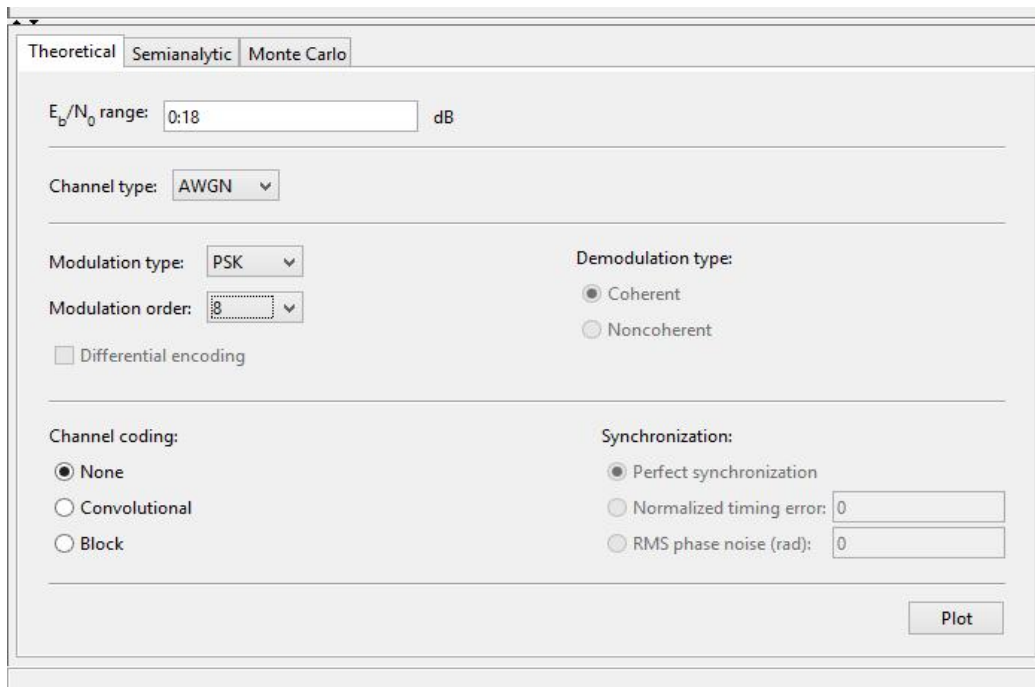 Theoretical Semianalytic Monte Carlo
Eb/N0 range: 0:18 dB
Channel type: AWGN
Modulation type: PSK
Demodulation type:
Modulation order: 8
Coherent
Noncoherent
Differential encoding
Channel coding:
None
Convolutional
Block
Synchronization:
Perfect synchronization
Normalized timing error: 0
RMS phase noise (rad): 0
Plot